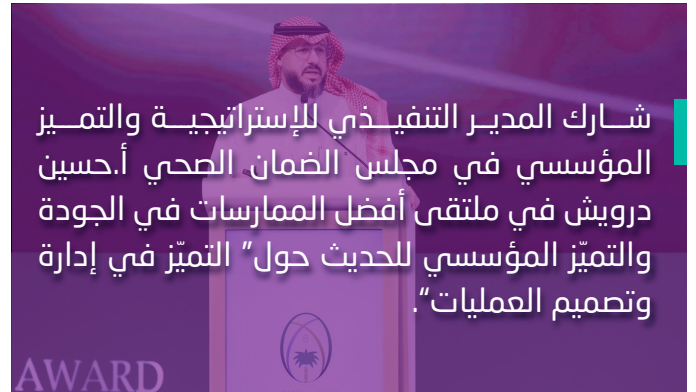 شــارك المديــر التنفيــذي للإستراتيجيــة والتمــيز
المؤسسي في مجلس الضمان الصحي أ.حسين
درويش في ملتقى أفضل الممارسات في الجودة
والتميّز المؤسسي للحديث حول" التميّز في إدارة
وتصميم العمليات".
AWARD